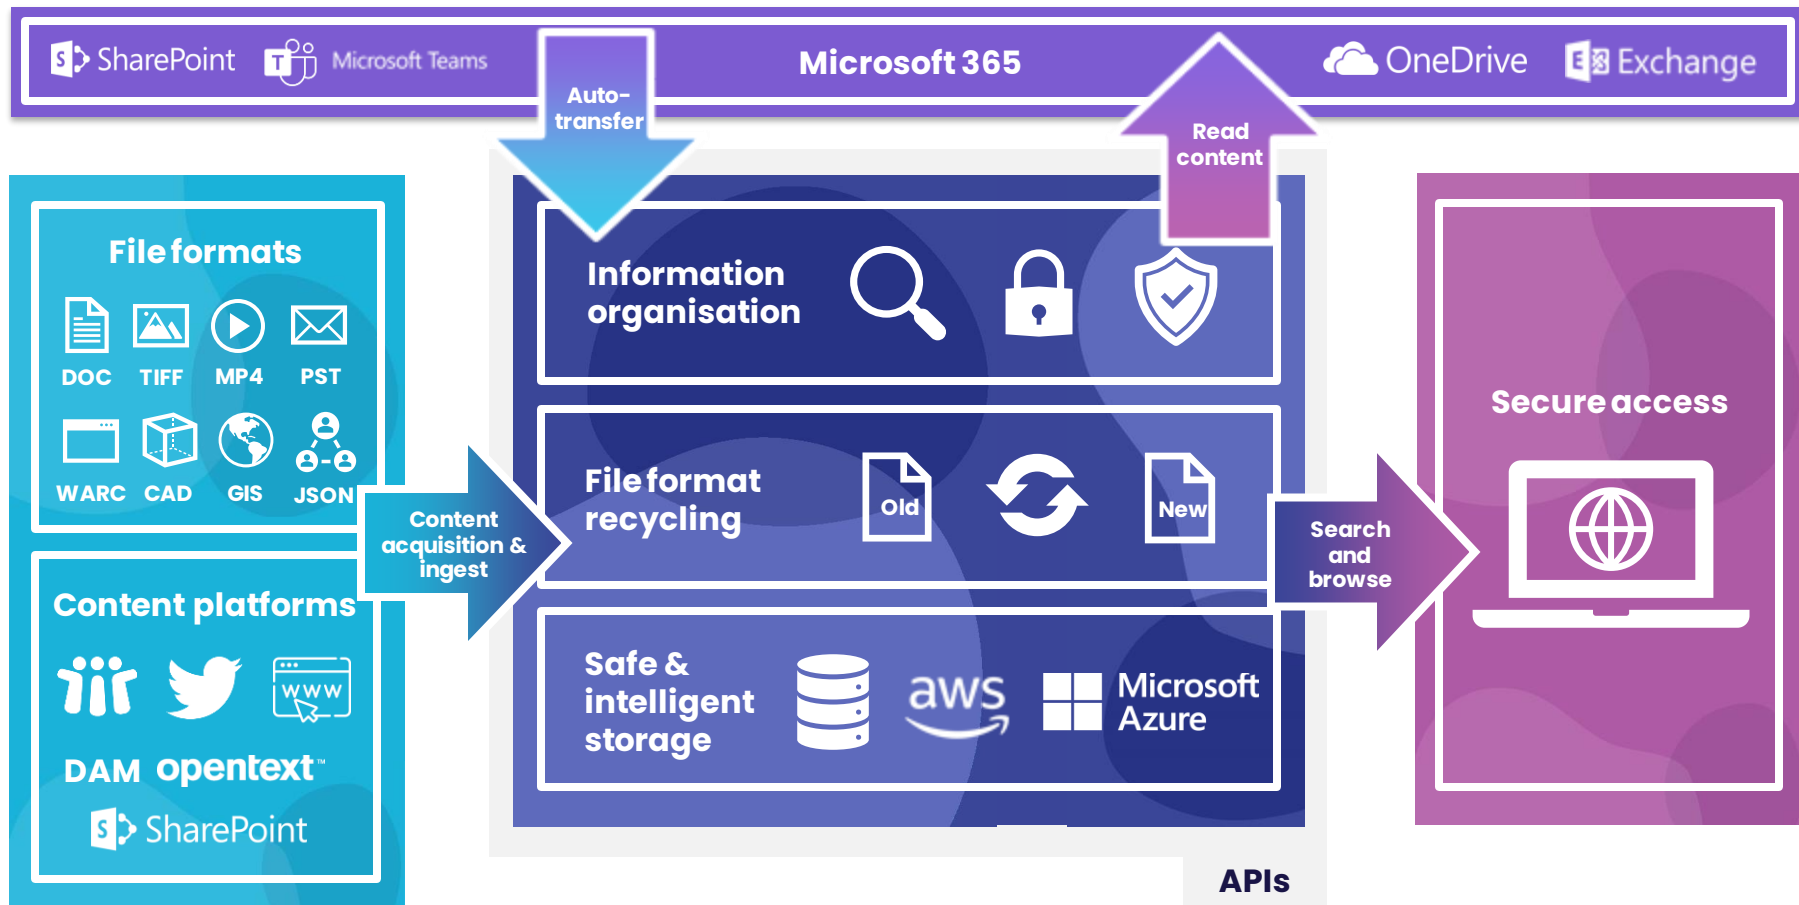 SharePoint
Microsoft Teams
Microsoft 365
OneDrive
Exchange
Auto-
transfer
Read
content
File formats
DOC
TIFF
MP4
PST
WARC
CAD
GIS
JSON
Content platforms
www
DAM
opentext™
SharePoint
Content
acquisition &
ingest
Information
organisation
File format
recycling
Old
New
Safe &
intelligent
storage
aws
Microsoft
Azure
APIs
Search
and
browse
Secure access